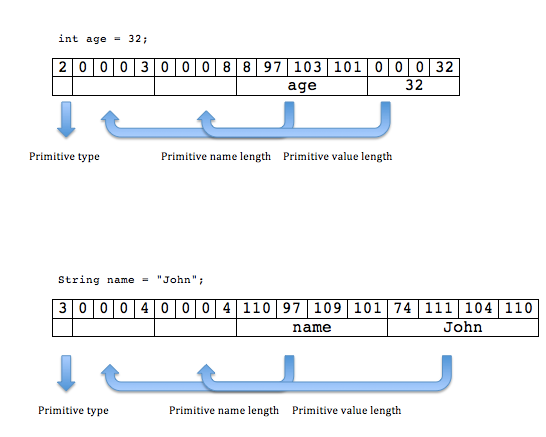 int age = 32;
2 0 0 0 3 0 0 0 8 8 97 103 101 0 0 0 32
age 32
Primitive type Primitive name length Primitive value length
String name = "John";
3 0 0 0 4 0 0 0 4 110 97 109 101 74 111 104 110
name John
Primitive type Primitive name length Primitive value length